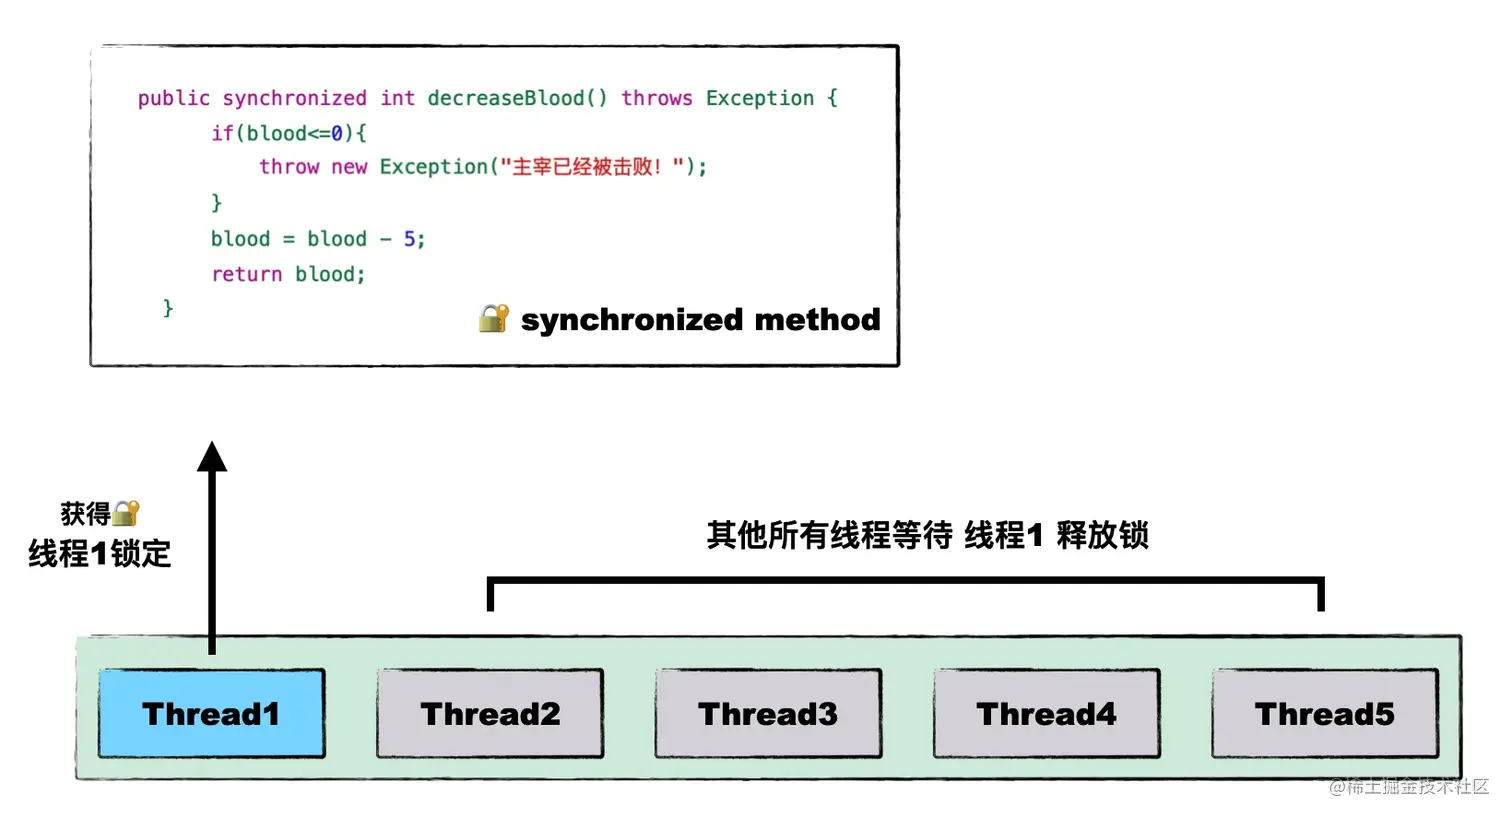 public synchronized int decreaseBlood() throws Exception {
if(blood<=0){
throw new Exception("主宰已经被击败！");
}
blood = blood - 5;
return blood;
}
🔐 synchronized method
获得🔐
线程1锁定
其他所有线程等待 线程1 释放锁
Thread1
Thread2
Thread3
Thread4
Thread5
@稀土掘金技术社区